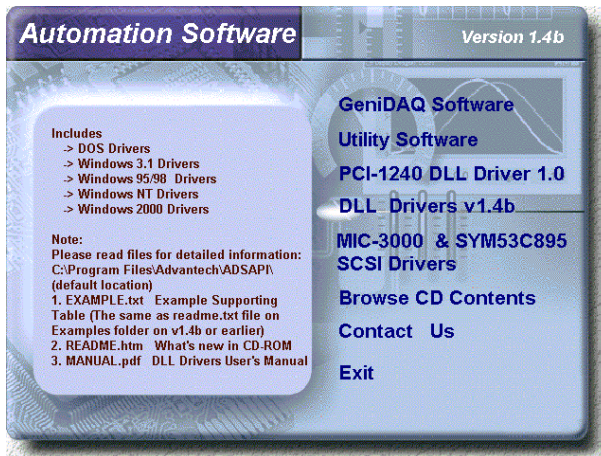 Automation Software
Version 1.4b
Includes
-> DOS Drivers
-> Windows 3.1 Drivers
-> Windows 95/98 Drivers
-> Windows NT Drivers
-> Windows 2000 Drivers
Note:
Please read files for detailed information:
C:\Program Files\Advantech\ADSAPI\
(default location)
1. EXAMPLE.txt Example Supporting
Table (The same as readme.txt file on
Examples folder on v1.4b or earlier)
2. README.htm What's new in CD-ROM
3. MANUAL.pdf DLL Drivers User's Manual
GeniDAQ Software
Utility Software
PCI-1240 DLL Driver 1.0
DLL Drivers v1.4b
MIC-3000 & SYM53C895
SCSI Drivers
Browse CD Contents
Contact Us
Exit